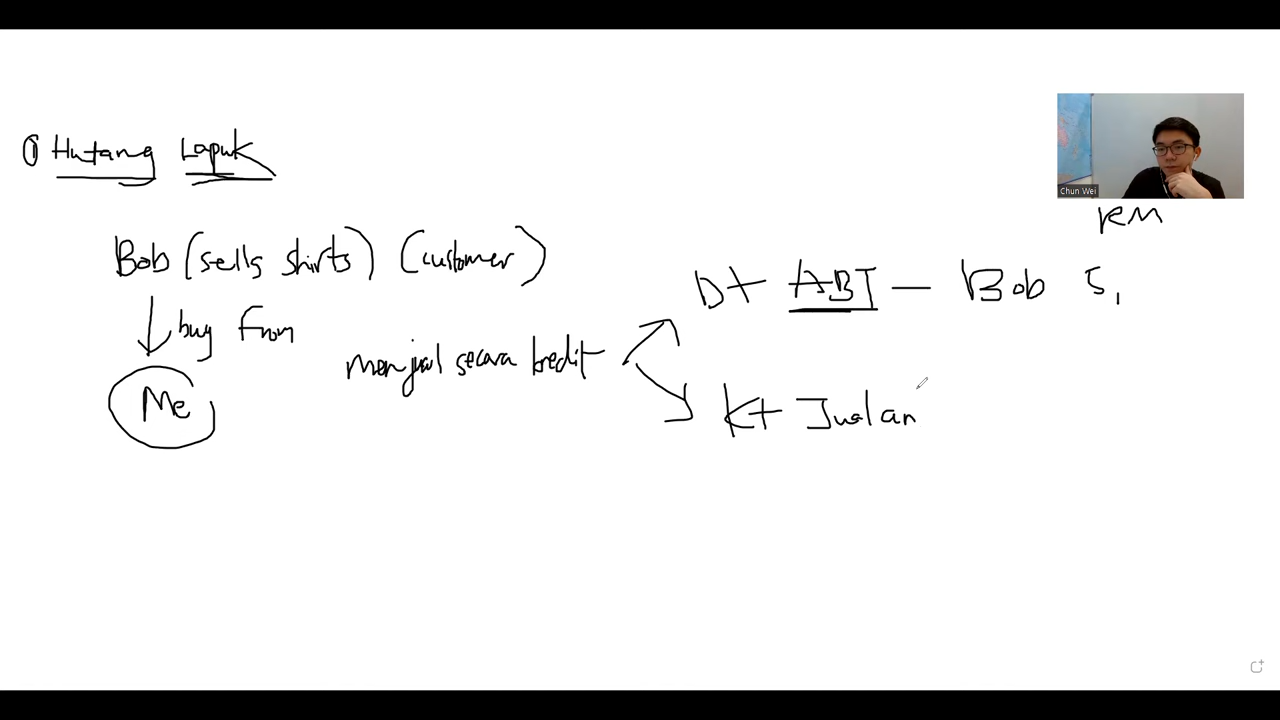 ① Hutang Lapuk
Chun Wei
RM
Bob (sells shirts) (customer)
Dt ABT — Bob 5,
buy from
menjual secara kredit
Me
Kt Jualan